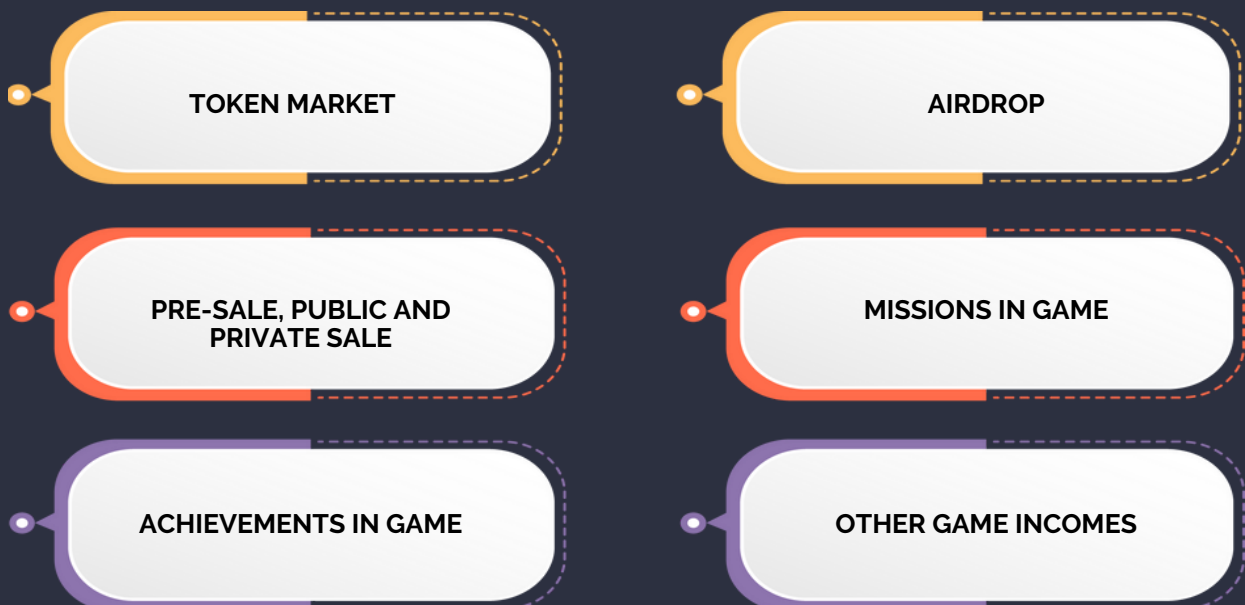 TOKEN MARKET
AIRDROP
PRE-SALE, PUBLIC AND
PRIVATE SALE
MISSIONS IN GAME
ACHIEVEMENTS IN GAME
OTHER GAME INCOMES